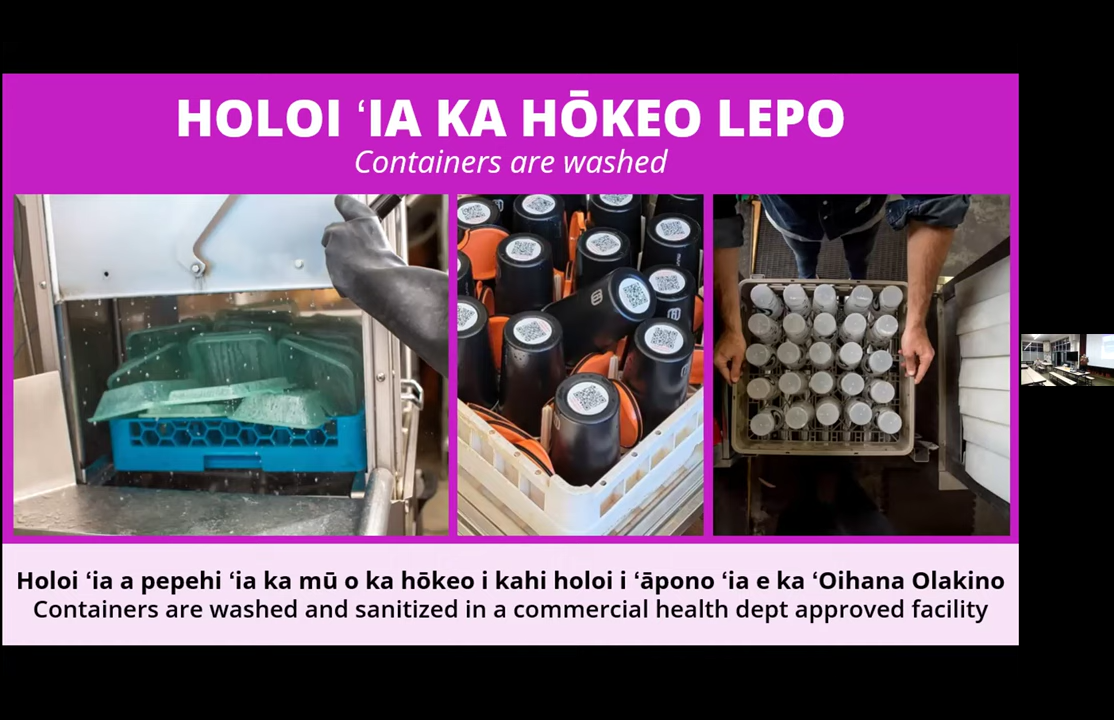 HOLOI ʻIA KA HŌKEO LEPO
Containers are washed
Holoi ʻia a pepehi ʻia ka mū o ka hōkeo i kahi holoi i ʻāpono ʻia e ka ʻOihana Olakino
Containers are washed and sanitized in a commercial health dept approved facility